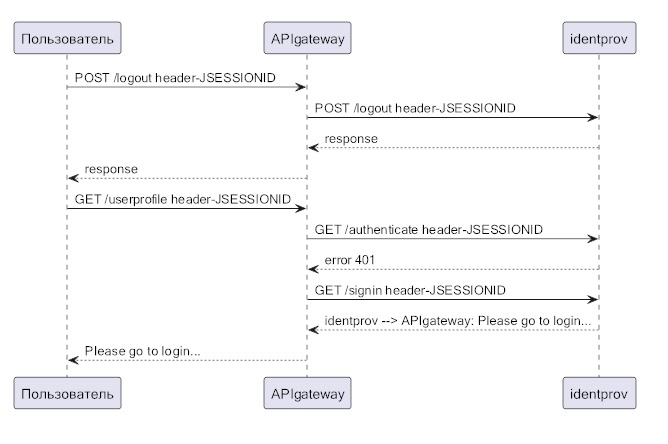 Пользователь APIgateway identprov
POST /logout header-JSESSIONID
POST /logout header-JSESSIONID
response
response
GET /userprofile header-JSESSIONID
GET /authenticate header-JSESSIONID
error 401
GET /signin header-JSESSIONID
identprov --> APIgateway: Please go to login...
Please go to login...
Пользователь APIgateway identprov